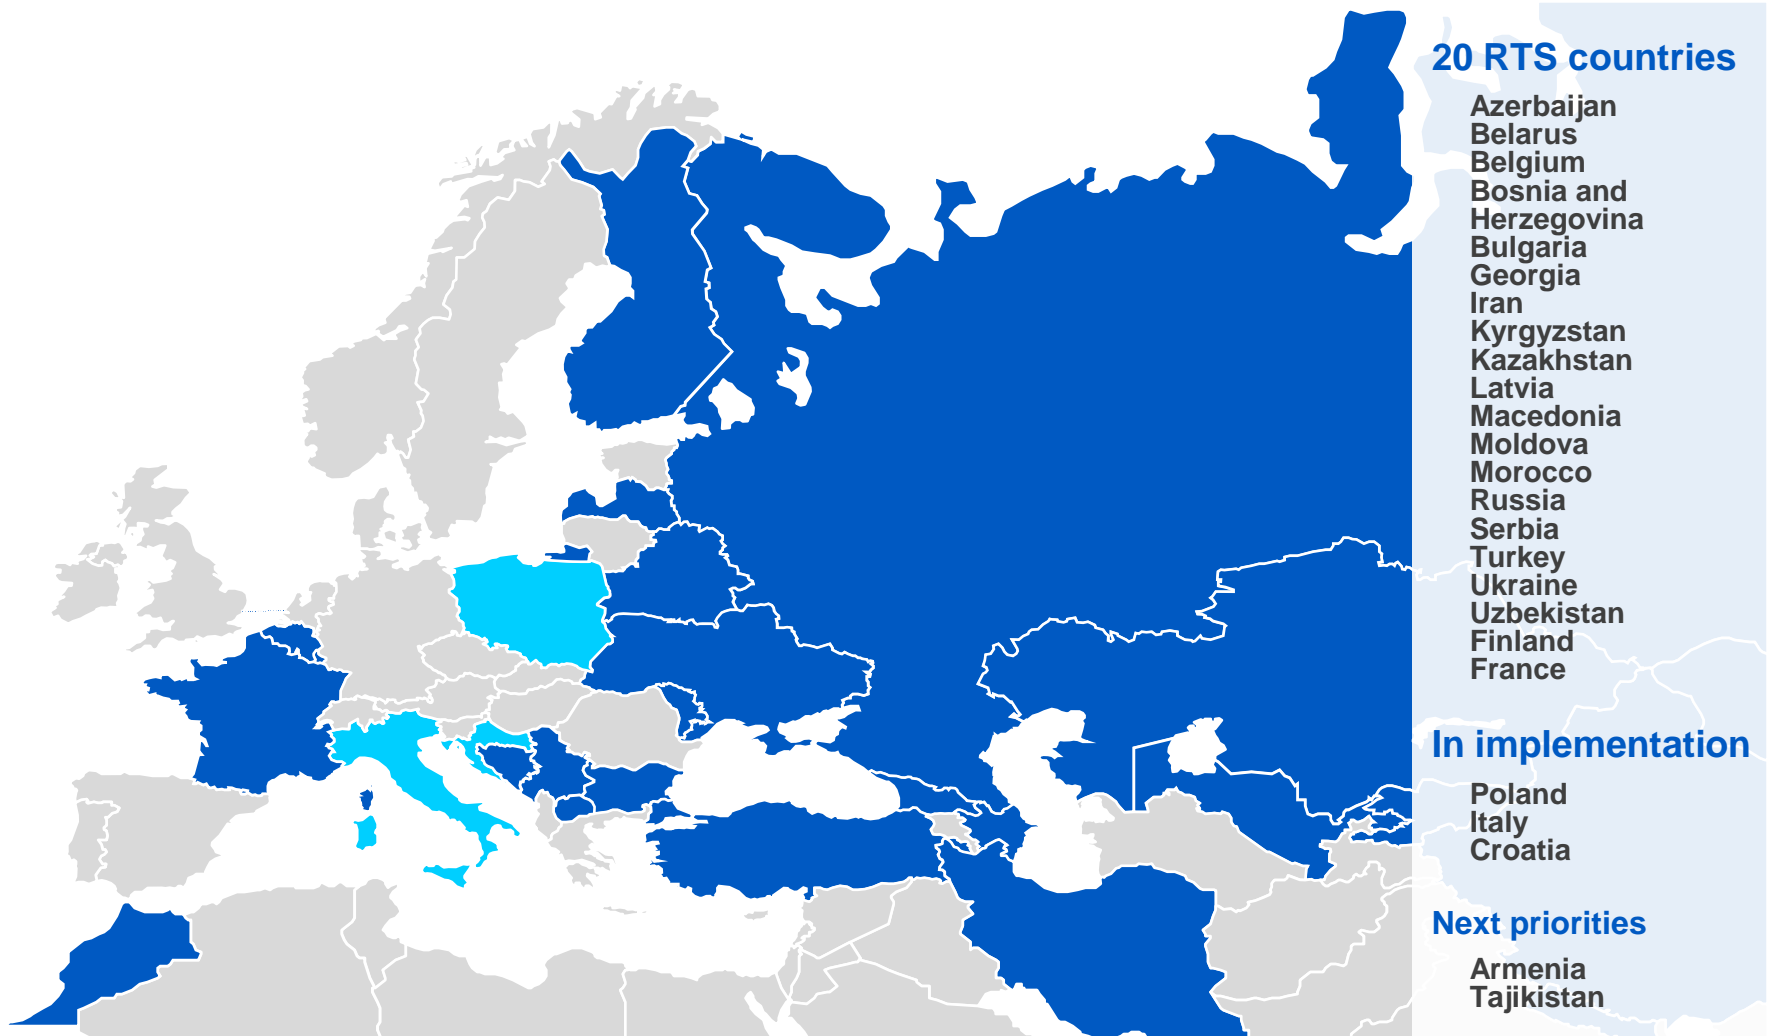 20 RTS countries
Azerbaijan
Belarus
Belgium
Bosnia and
Herzegovina
Bulgaria
Georgia
Iran
Kyrgyzstan
Kazakhstan
Latvia
Macedonia
Moldova
Morocco
Russia
Serbia
Turkey
Ukraine
Uzbekistan
Finland
France
In implementation
Poland
Italy
Croatia
Next priorities
Armenia
Tajikistan